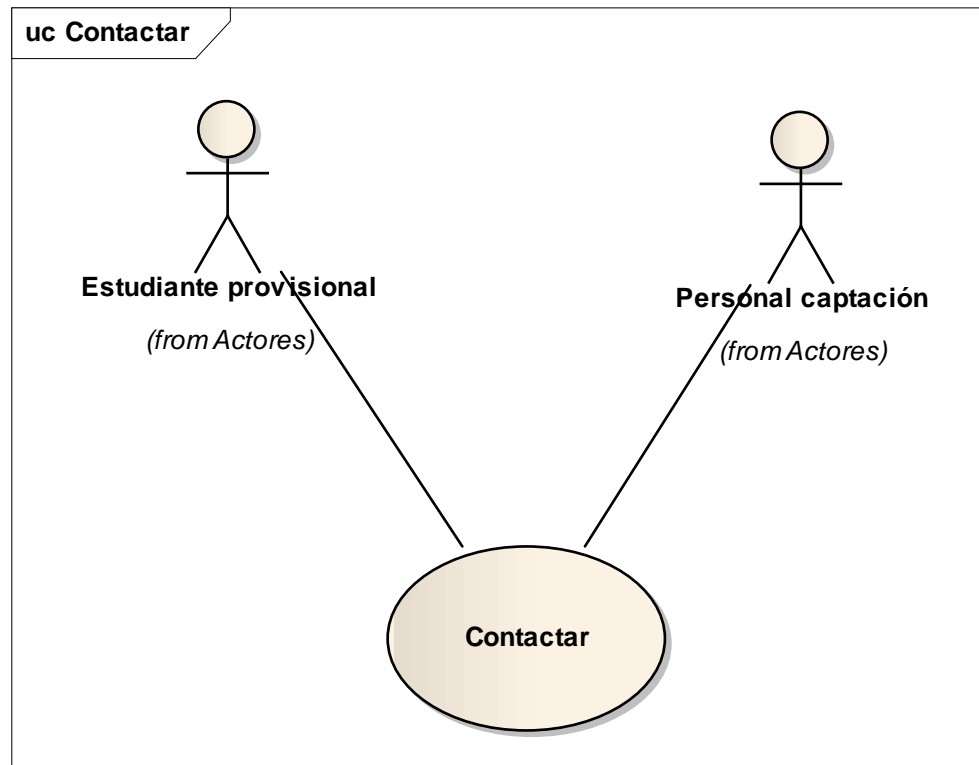 uc Contactar
Estudiante provisional
(from Actores)
Personal captación
(from Actores)
Contactar